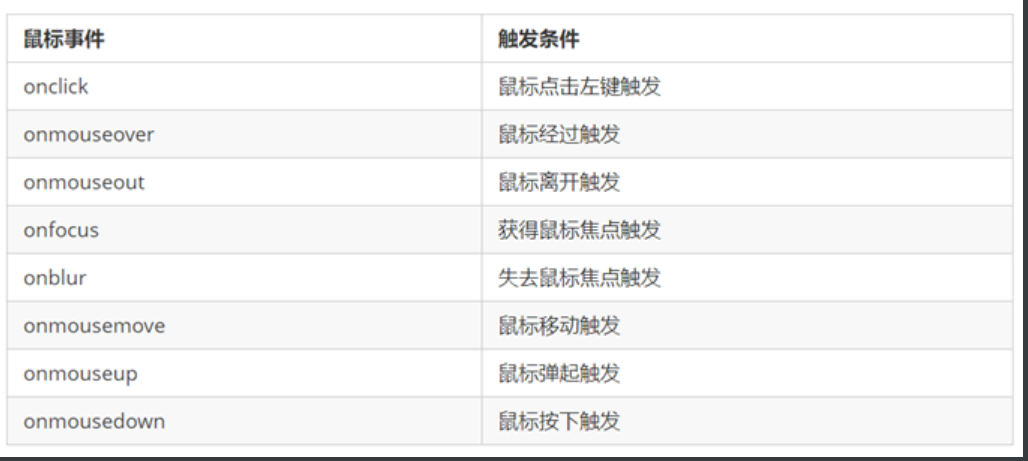 鼠标事件 触发条件
onclick 鼠标点击左键触发
onmouseover 鼠标经过触发
onmouseout 鼠标离开触发
onfocus 获得鼠标焦点触发
onblur 失去鼠标焦点触发
onmousemove 鼠标移动触发
onmouseup 鼠标弹起触发
onmousedown 鼠标按下触发